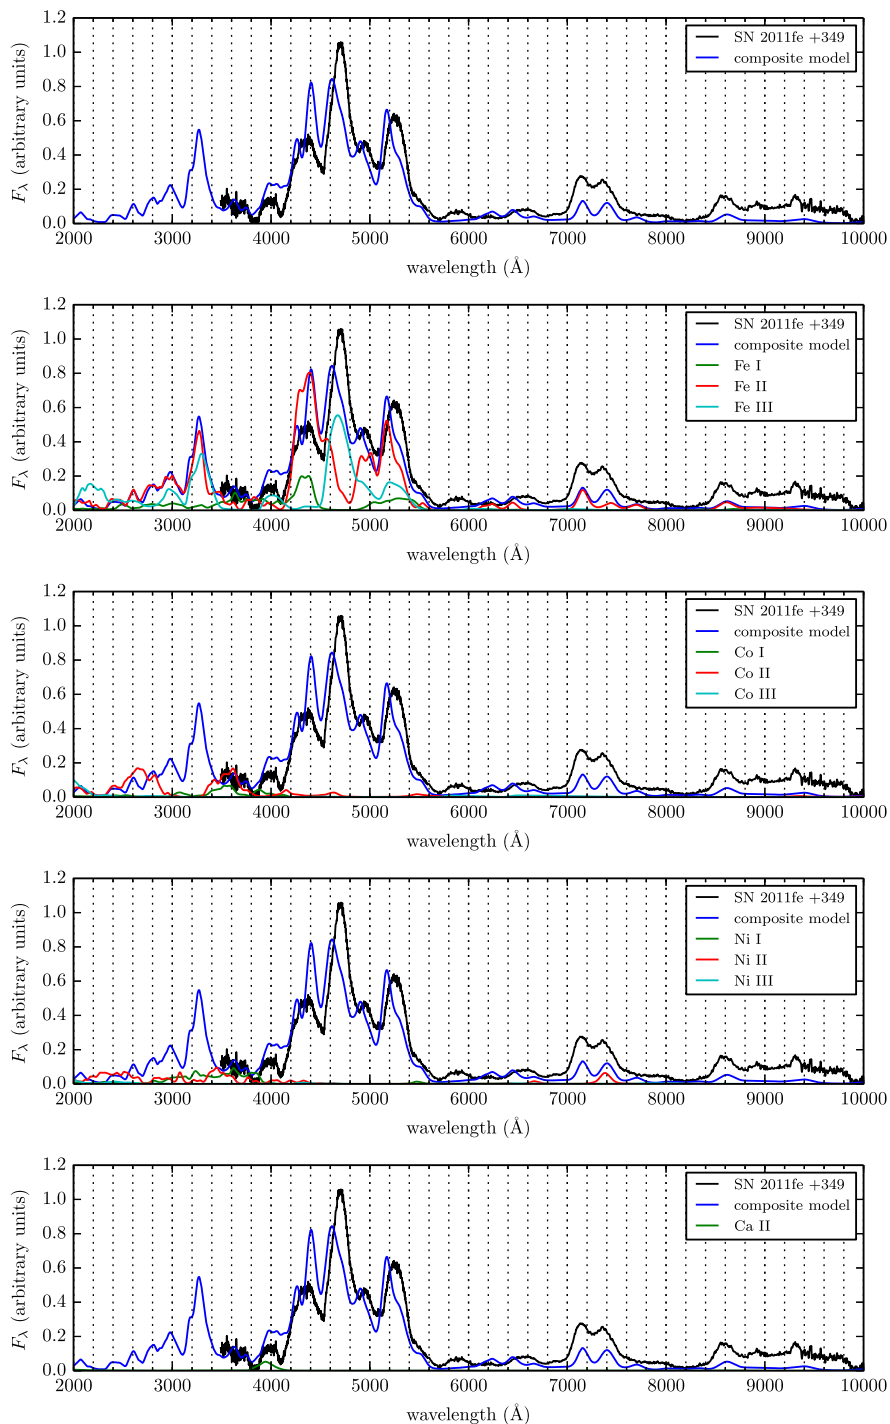 1.2
1.0
0.8
0.6
0.4
0.2
0.0
F_λ (arbitrary units)
SN 2011fe +349
composite model
2000 3000 4000 5000 6000 7000 8000 9000 10000
wavelength (Å)
1.2
1.0
0.8
0.6
0.4
0.2
0.0
F_λ (arbitrary units)
SN 2011fe +349
composite model
Fe I
Fe II
Fe III
2000 3000 4000 5000 6000 7000 8000 9000 10000
wavelength (Å)
1.2
1.0
0.8
0.6
0.4
0.2
0.0
F_λ (arbitrary units)
SN 2011fe +349
composite model
Co I
Co II
Co III
2000 3000 4000 5000 6000 7000 8000 9000 10000
wavelength (Å)
1.2
1.0
0.8
0.6
0.4
0.2
0.0
F_λ (arbitrary units)
SN 2011fe +349
composite model
Ni I
Ni II
Ni III
2000 3000 4000 5000 6000 7000 8000 9000 10000
wavelength (Å)
1.2
1.0
0.8
0.6
0.4
0.2
0.0
F_λ (arbitrary units)
SN 2011fe +349
composite model
Ca II
2000 3000 4000 5000 6000 7000 8000 9000 10000
wavelength (Å)